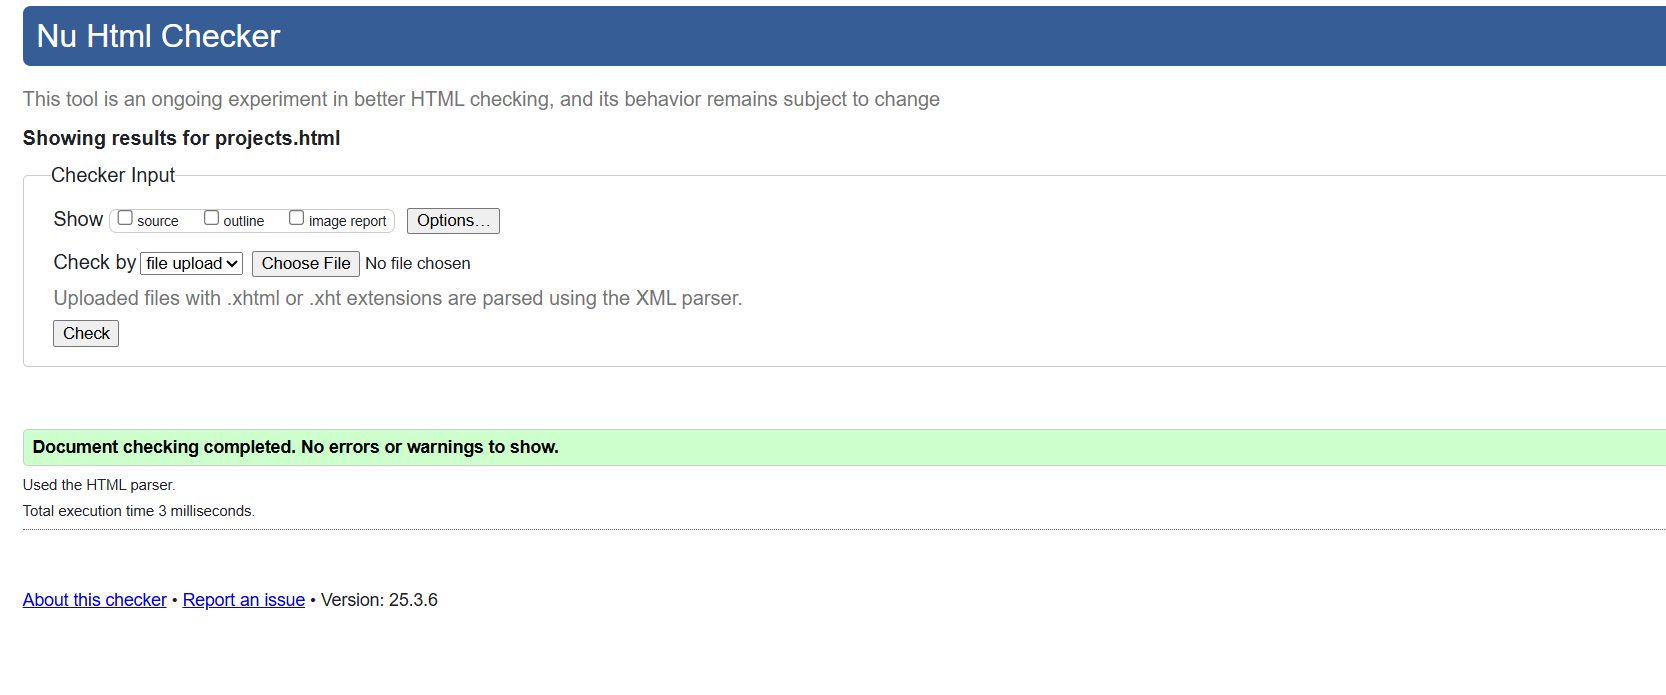 Nu Html Checker
This tool is an ongoing experiment in better HTML checking, and its behavior remains subject to change
Showing results for projects.html
Checker Input
Show source outline image report Options…
Check by file upload Choose File No file chosen
Uploaded files with .xhtml or .xht extensions are parsed using the XML parser.
Check
Document checking completed. No errors or warnings to show.
Used the HTML parser.
Total execution time 3 milliseconds.
About this checker • Report an issue • Version: 25.3.6